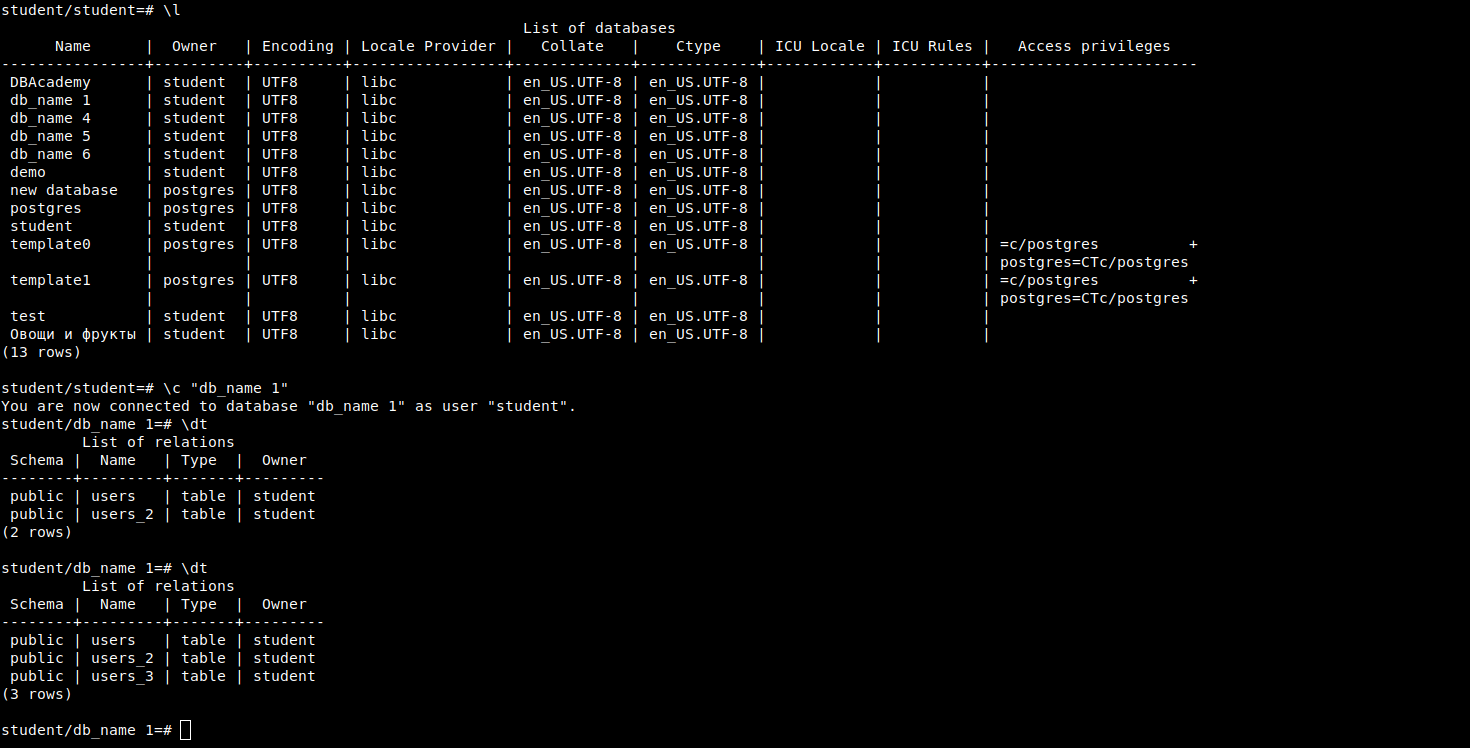 student/student=# \l
                                                          List of databases
      Name      |  Owner   | Encoding | Locale Provider |   Collate   |    Ctype    | ICU Locale | ICU Rules |   Access privileges
----------------+----------+----------+-----------------+-------------+-------------+------------+-----------+-----------------------
 DBAcademy      | student  | UTF8     | libc            | en_US.UTF-8 | en_US.UTF-8 |            |           |
 db_name 1      | student  | UTF8     | libc            | en_US.UTF-8 | en_US.UTF-8 |            |           |
 db_name 4      | student  | UTF8     | libc            | en_US.UTF-8 | en_US.UTF-8 |            |           |
 db_name 5      | student  | UTF8     | libc            | en_US.UTF-8 | en_US.UTF-8 |            |           |
 db_name 6      | student  | UTF8     | libc            | en_US.UTF-8 | en_US.UTF-8 |            |           |
 demo           | student  | UTF8     | libc            | en_US.UTF-8 | en_US.UTF-8 |            |           |
 new database   | postgres | UTF8     | libc            | en_US.UTF-8 | en_US.UTF-8 |            |           |
 postgres       | postgres | UTF8     | libc            | en_US.UTF-8 | en_US.UTF-8 |            |           |
 student        | student  | UTF8     | libc            | en_US.UTF-8 | en_US.UTF-8 |            |           |
 template0      | postgres | UTF8     | libc            | en_US.UTF-8 | en_US.UTF-8 |            |           | =c/postgres          +
                |          |          |                 |             |             |            |           | postgres=CTc/postgres
 template1      | postgres | UTF8     | libc            | en_US.UTF-8 | en_US.UTF-8 |            |           | =c/postgres          +
                |          |          |                 |             |             |            |           | postgres=CTc/postgres
 test           | student  | UTF8     | libc            | en_US.UTF-8 | en_US.UTF-8 |            |           |
 Овощи и фрукты | student  | UTF8     | libc            | en_US.UTF-8 | en_US.UTF-8 |            |           |
(13 rows)

student/student=# \c "db_name 1"
You are now connected to database "db_name 1" as user "student".
student/db_name 1=# \dt
         List of relations
 Schema |  Name   | Type  |  Owner
--------+---------+-------+---------
 public | users   | table | student
 public | users_2 | table | student
(2 rows)

student/db_name 1=# \dt
         List of relations
 Schema |  Name   | Type  |  Owner
--------+---------+-------+---------
 public | users   | table | student
 public | users_2 | table | student
 public | users_3 | table | student
(3 rows)

student/db_name 1=#